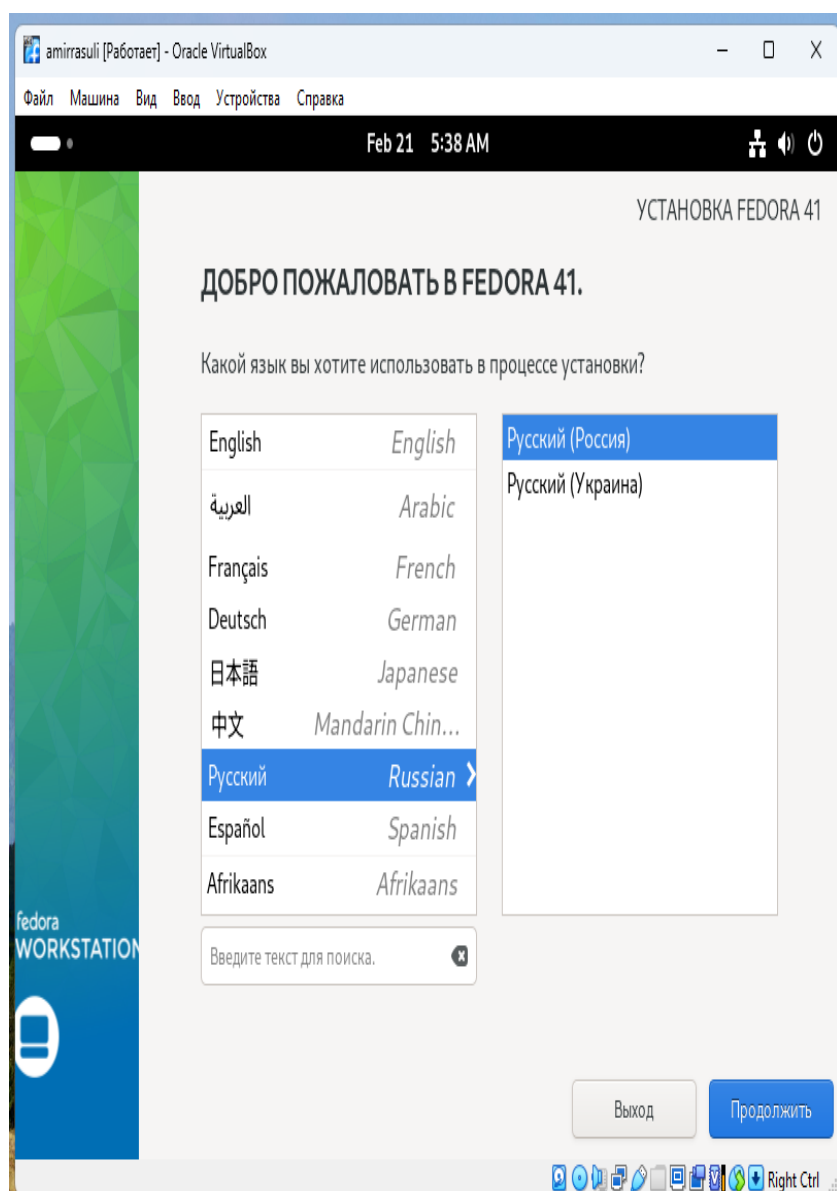 amirrasuli [Работает] - Oracle VirtualBox
Файл Машина Вид Ввод Устройства Справка
Feb 21 5:38 AM
УСТАНОВКА FEDORA 41
ДОБРО ПОЖАЛОВАТЬ В FEDORA 41.
Какой язык вы хотите использовать в процессе установки?
English English
العربية Arabic
Français French
Deutsch German
日本語 Japanese
中文 Mandarin Chin...
Русский Russian
Español Spanish
Afrikaans Afrikaans
Русский (Россия)
Русский (Украина)
Введите текст для поиска.
fedora
WORKSTATION
Выход Продолжить
Right Ctrl